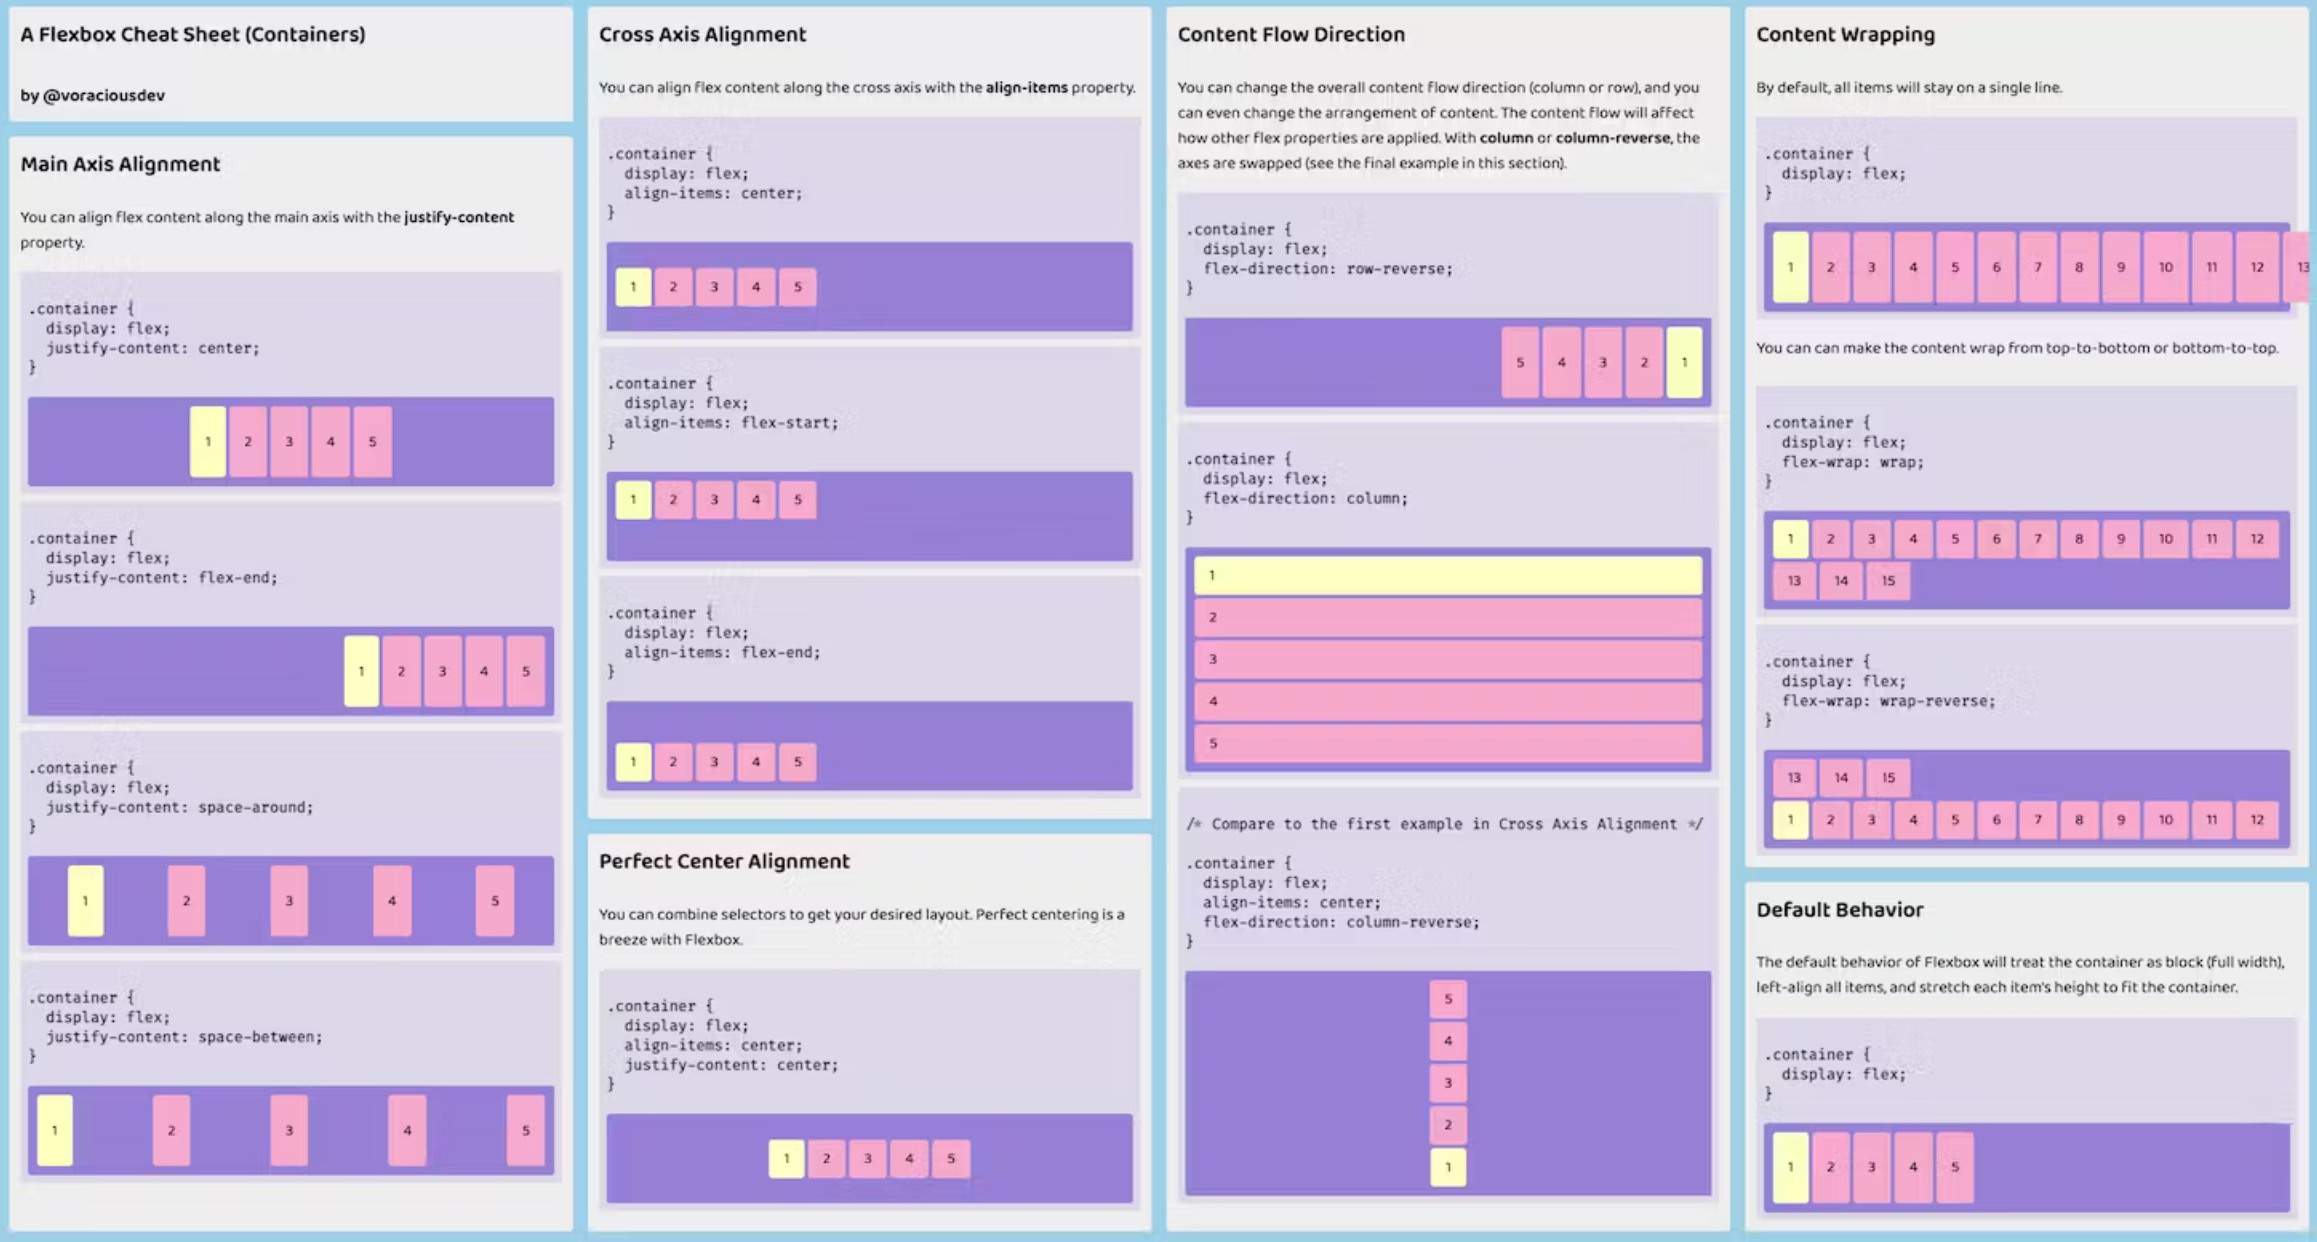 A Flexbox Cheat Sheet (Containers)
by @voraciousdev
Main Axis Alignment
You can align flex content along the main axis with the justify-content
property.
.container {
display: flex;
justify-content: center;
}
1 2 3 4 5
.container {
display: flex;
justify-content: flex-end;
}
1 2 3 4 5
.container {
display: flex;
justify-content: space-around;
}
1 2 3 4 5
.container {
display: flex;
justify-content: space-between;
}
1 2 3 4 5
Cross Axis Alignment
You can align flex content along the cross axis with the align-items property.
.container {
display: flex;
align-items: center;
}
1 2 3 4 5
.container {
display: flex;
align-items: flex-start;
}
1 2 3 4 5
.container {
display: flex;
align-items: flex-end;
}
1 2 3 4 5
Perfect Center Alignment
You can combine selectors to get your desired layout. Perfect centering is a
breeze with Flexbox.
.container {
display: flex;
align-items: center;
justify-content: center;
}
1 2 3 4 5
Content Flow Direction
You can change the overall content flow direction (column or row), and you
can even change the arrangement of content. The content flow will affect
how other flex properties are applied. With column or column-reverse, the
axes are swapped (see the final example in this section).
.container {
display: flex;
flex-direction: row-reverse;
}
5 4 3 2 1
.container {
display: flex;
flex-direction: column;
}
1
2
3
4
5
/* Compare to the first example in Cross Axis Alignment */
.container {
display: flex;
align-items: center;
flex-direction: column-reverse;
}
5
4
3
2
1
Content Wrapping
By default, all items will stay on a single line.
.container {
display: flex;
}
1 2 3 4 5 6 7 8 9 10 11 12 13
You can can make the content wrap from top-to-bottom or bottom-to-top.
.container {
display: flex;
flex-wrap: wrap;
}
1 2 3 4 5 6 7 8 9 10 11 12
13 14 15
.container {
display: flex;
flex-wrap: wrap-reverse;
}
13 14 15
1 2 3 4 5 6 7 8 9 10 11 12
Default Behavior
The default behavior of Flexbox will treat the container as block (full width),
left-align all items, and stretch each item's height to fit the container.
.container {
display: flex;
}
1 2 3 4 5